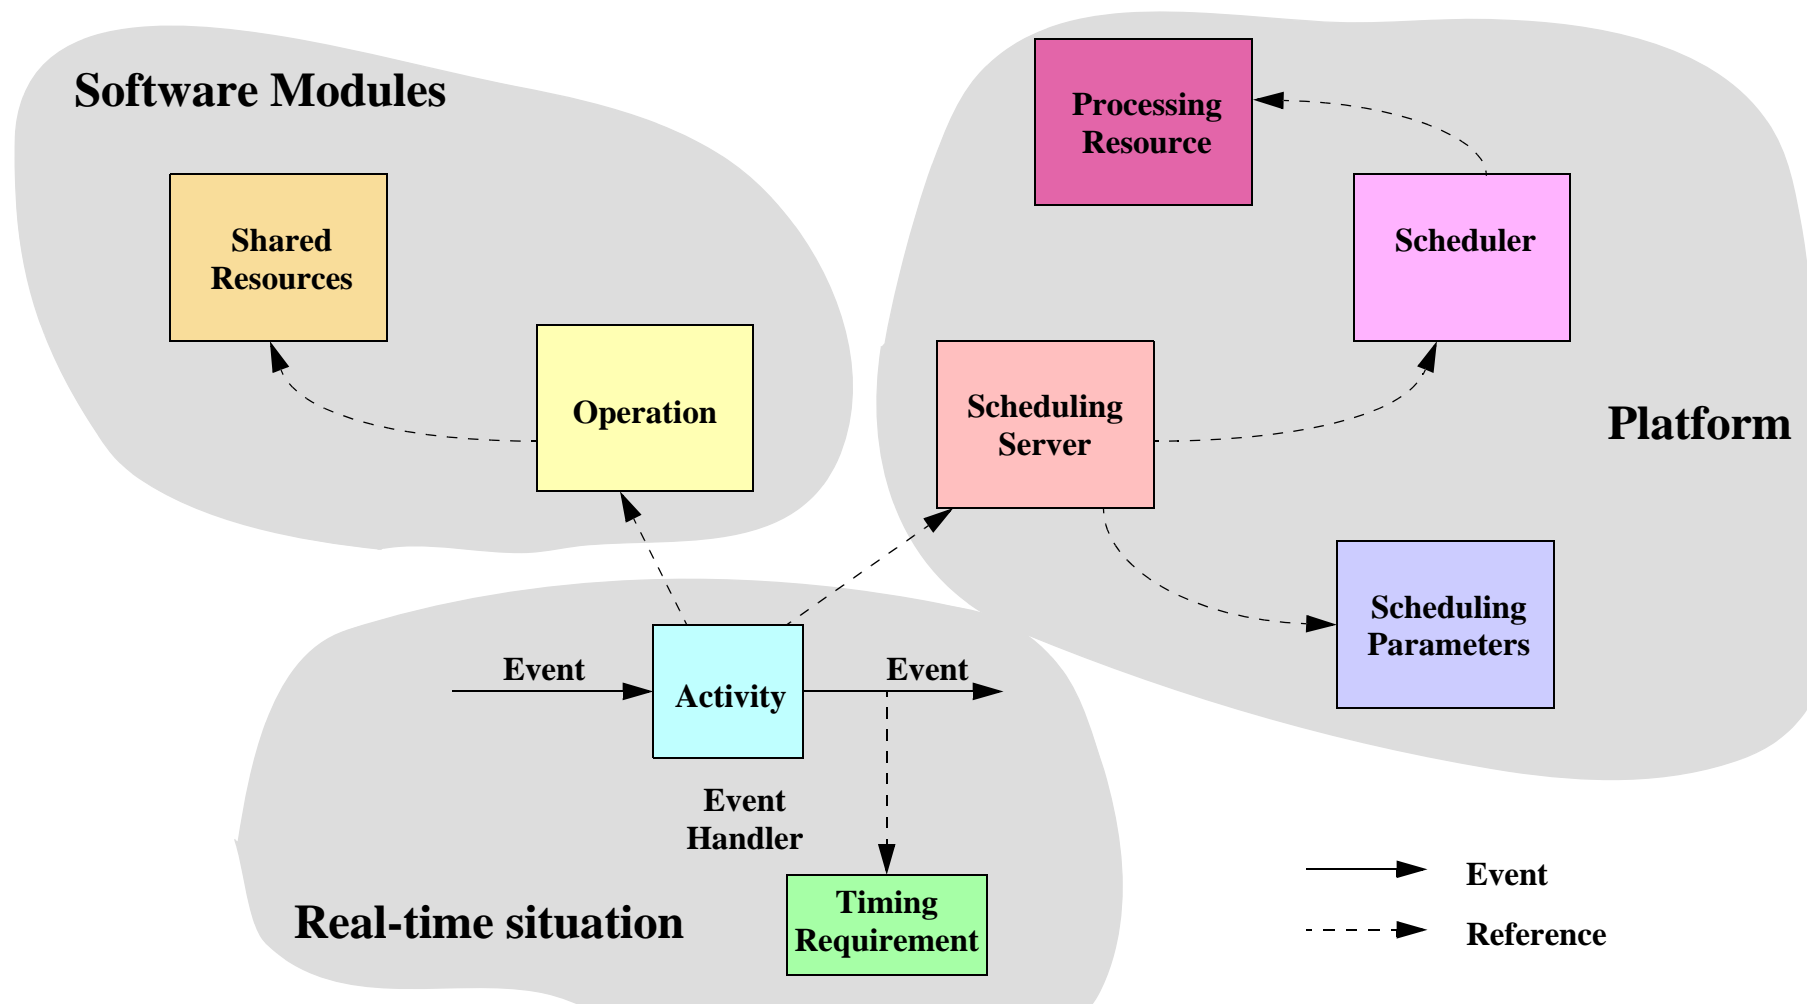 Software Modules
Shared
Resources
Operation
Processing
Resource
Scheduler
Scheduling
Server
Platform
Scheduling
Parameters
Event
Activity
Event
Event
Handler
Timing
Requirement
Real-time situation
Event
Reference